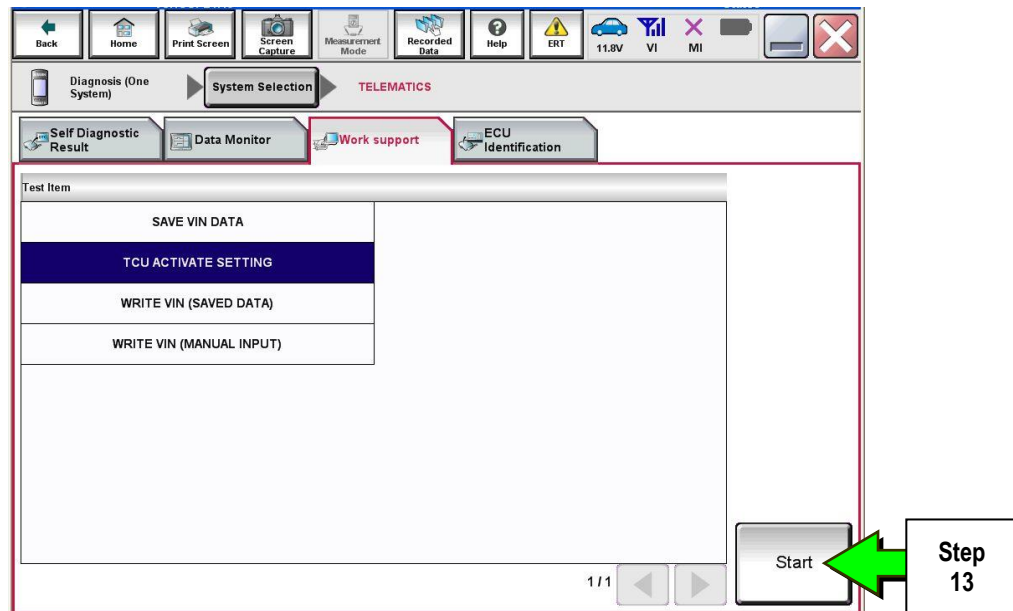 Back
Home
Print Screen
Screen
Capture
Measurement
Mode
Recorded
Data
Help
ERT
11.8V
VI
MI
Diagnosis (One
System)
System Selection
TELEMATICS
Self Diagnostic
Result
Data Monitor
Work support
ECU
Identification
Test Item
SAVE VIN DATA
TCU ACTIVATE SETTING
WRITE VIN (SAVED DATA)
WRITE VIN (MANUAL INPUT)
1/1
Start
Step
13